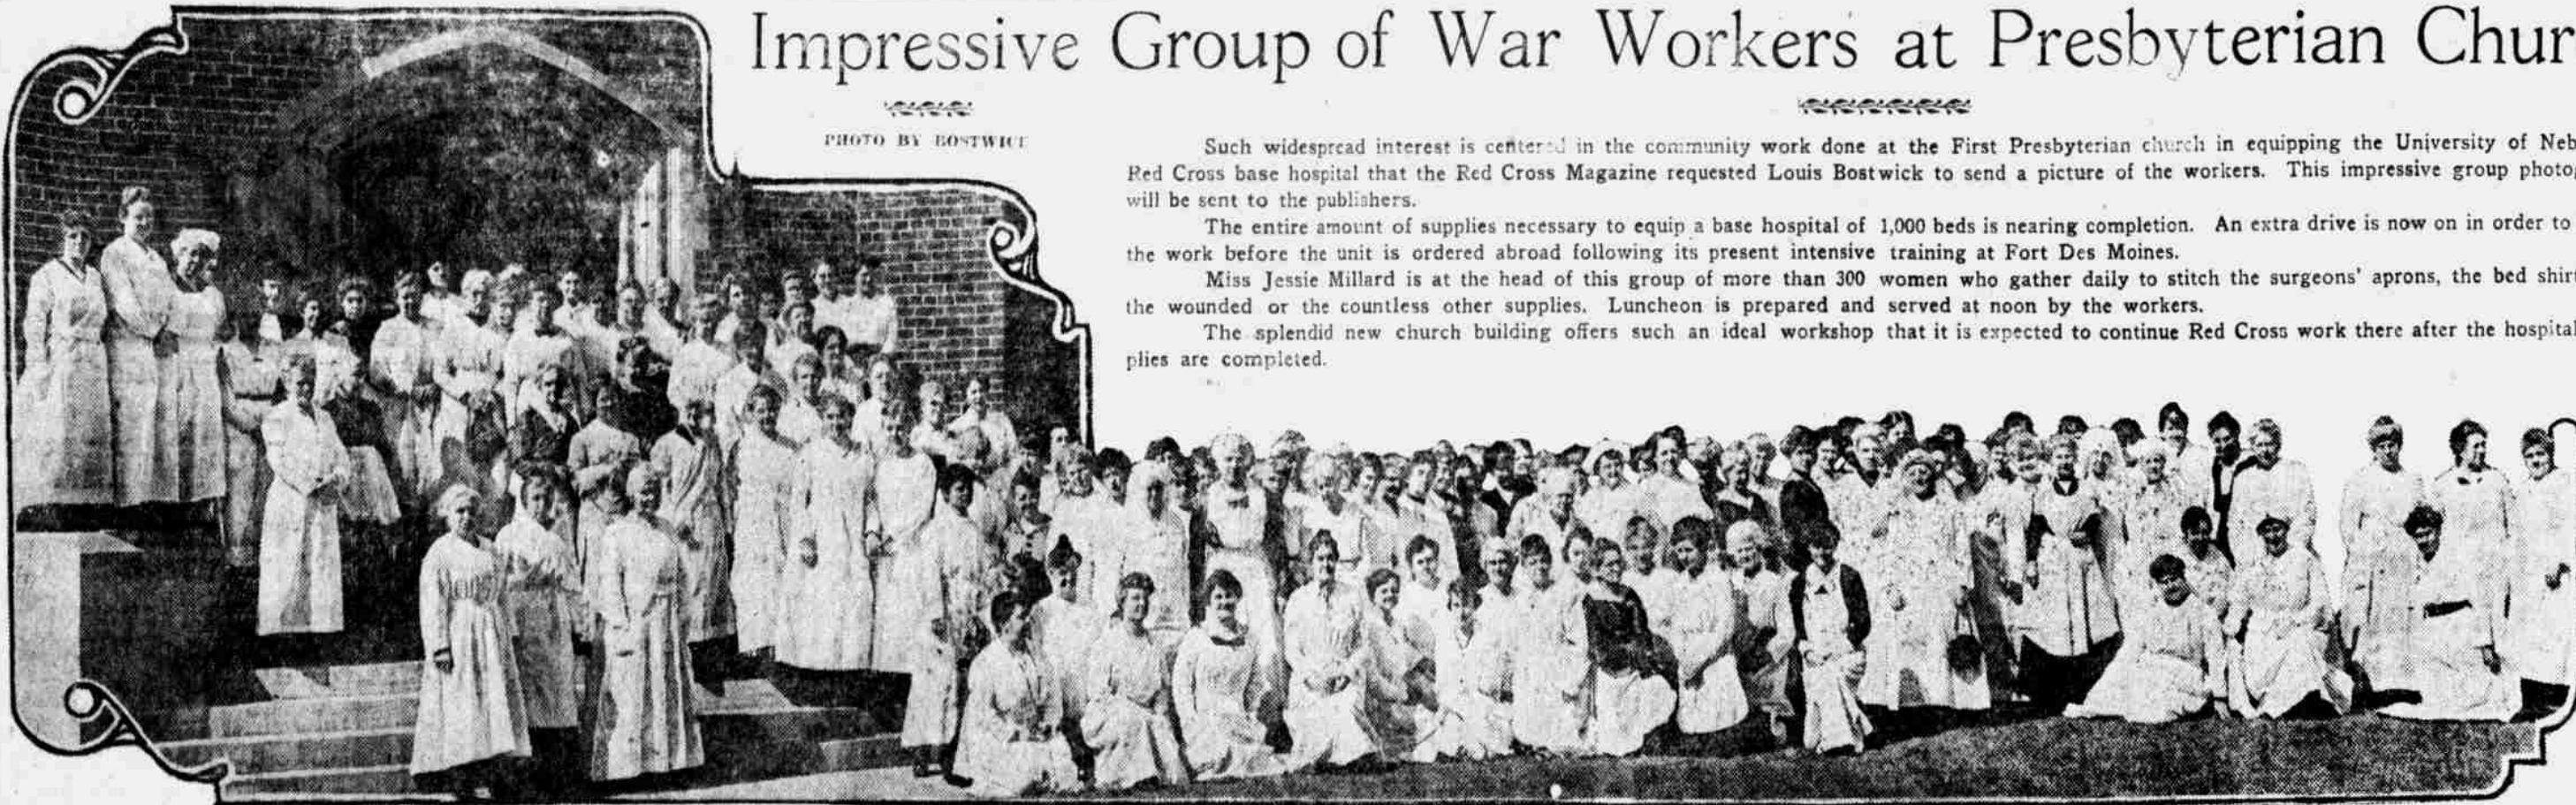 Impressive Group of War Workers at Presbyterian Chur
PHOTO BY BOSTWICK
Such widespread interest is centered in the community work done at the First Presbyterian church in equipping the University of Neb
Red Cross base hospital that the Red Cross Magazine requested Louis Bostwick to send a picture of the workers. This impressive group photog
will be sent to the publishers.
The entire amount of supplies necessary to equip a base hospital of 1,000 beds is nearing completion. An extra drive is now on in order to
the work before the unit is ordered abroad following its present intensive training at Fort Des Moines.
Miss Jessie Millard is at the head of this group of more than 300 women who gather daily to stitch the surgeons' aprons, the bed shirt
the wounded or the countless other supplies. Luncheon is prepared and served at noon by the workers.
The splendid new church building offers such an ideal workshop that it is expected to continue Red Cross work there after the hospital
plies are completed.